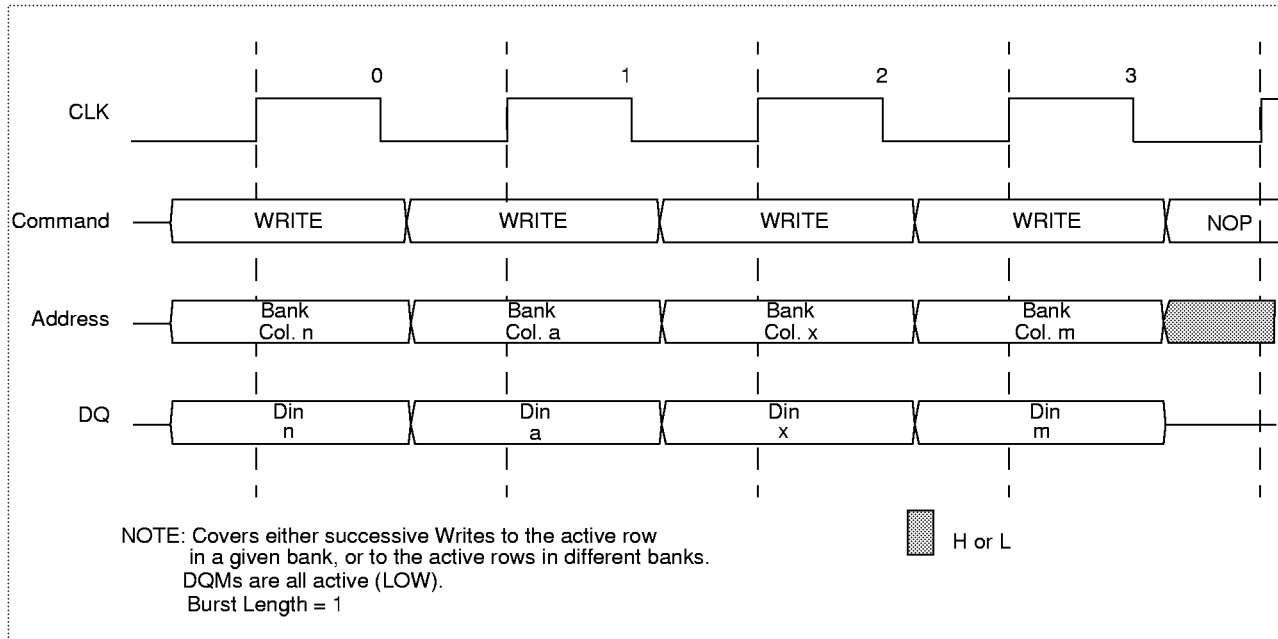 0 1 2 3
CLK
Command WRITE WRITE WRITE WRITE NOP
Address Bank Bank Bank Bank
Col. n Col. a Col. x Col. m
DQ Din Din Din Din
n a x m
NOTE: Covers either successive Writes to the active row
in a given bank, or to the active rows in different banks.
DQMs are all active (LOW).
Burst Length = 1
H or L